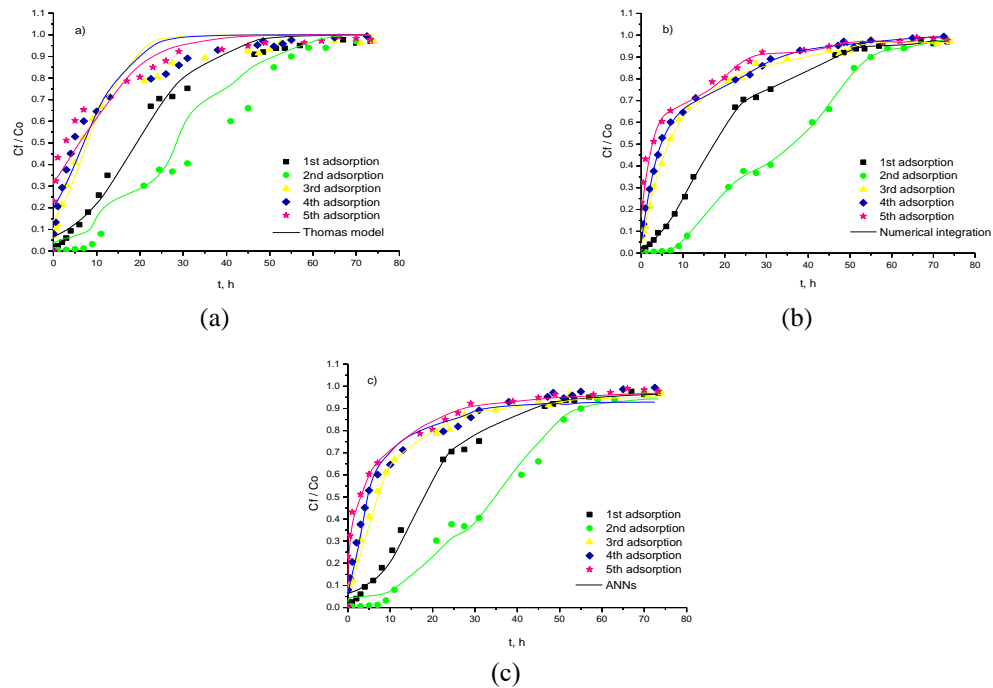 a)
Cf / Co
1.1
1.0
0.9
0.8
0.7
0.6
0.5
0.4
0.3
0.2
0.1
0.0
0
10
20
30
40
50
60
70
80
t, h
1st adsorption
2nd adsorption
3rd adsorption
4th adsorption
5th adsorption
Thomas model
(a)
b)
Cf / Co
1.1
1.0
0.9
0.8
0.7
0.6
0.5
0.4
0.3
0.2
0.1
0.0
0
10
20
30
40
50
60
70
80
t, h
1st adsorption
2nd adsorption
3rd adsorption
4th adsorption
5th adsorption
Numerical integration
(b)
c)
Cf / Co
1.1
1.0
0.9
0.8
0.7
0.6
0.5
0.4
0.3
0.2
0.1
0.0
0
10
20
30
40
50
60
70
80
t, h
1st adsorption
2nd adsorption
3rd adsorption
4th adsorption
5th adsorption
ANNs
(c)